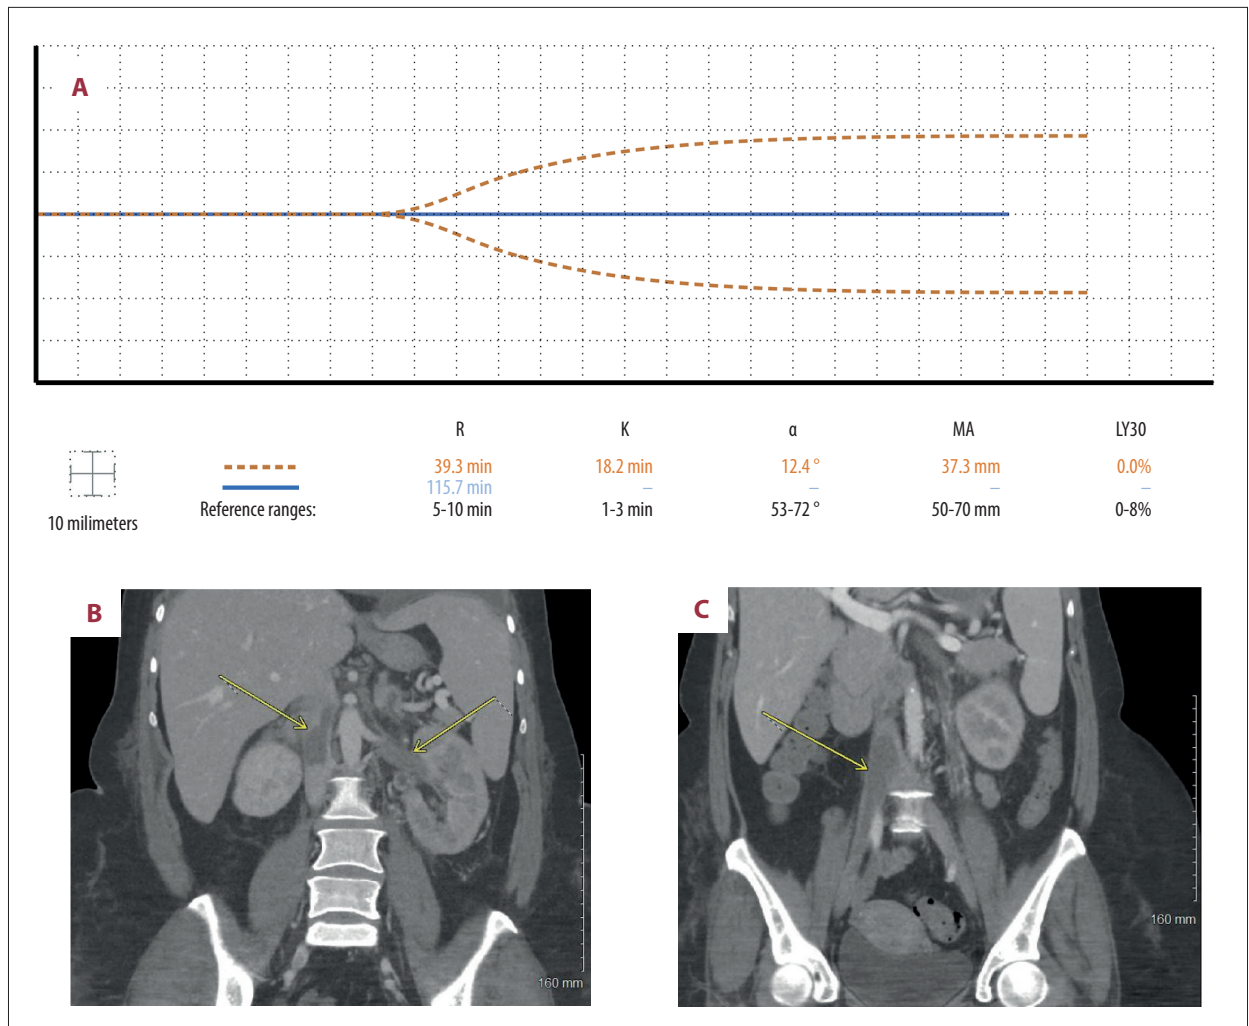 A
R K α MA LY30
39.3 min 18.2 min 12.4 ° 37.3 mm 0.0%
115.7 min – – – –
Reference ranges: 5-10 min 1-3 min 53-72 ° 50-70 mm 0-8%
10 milimeters
B
C
160 mm
160 mm